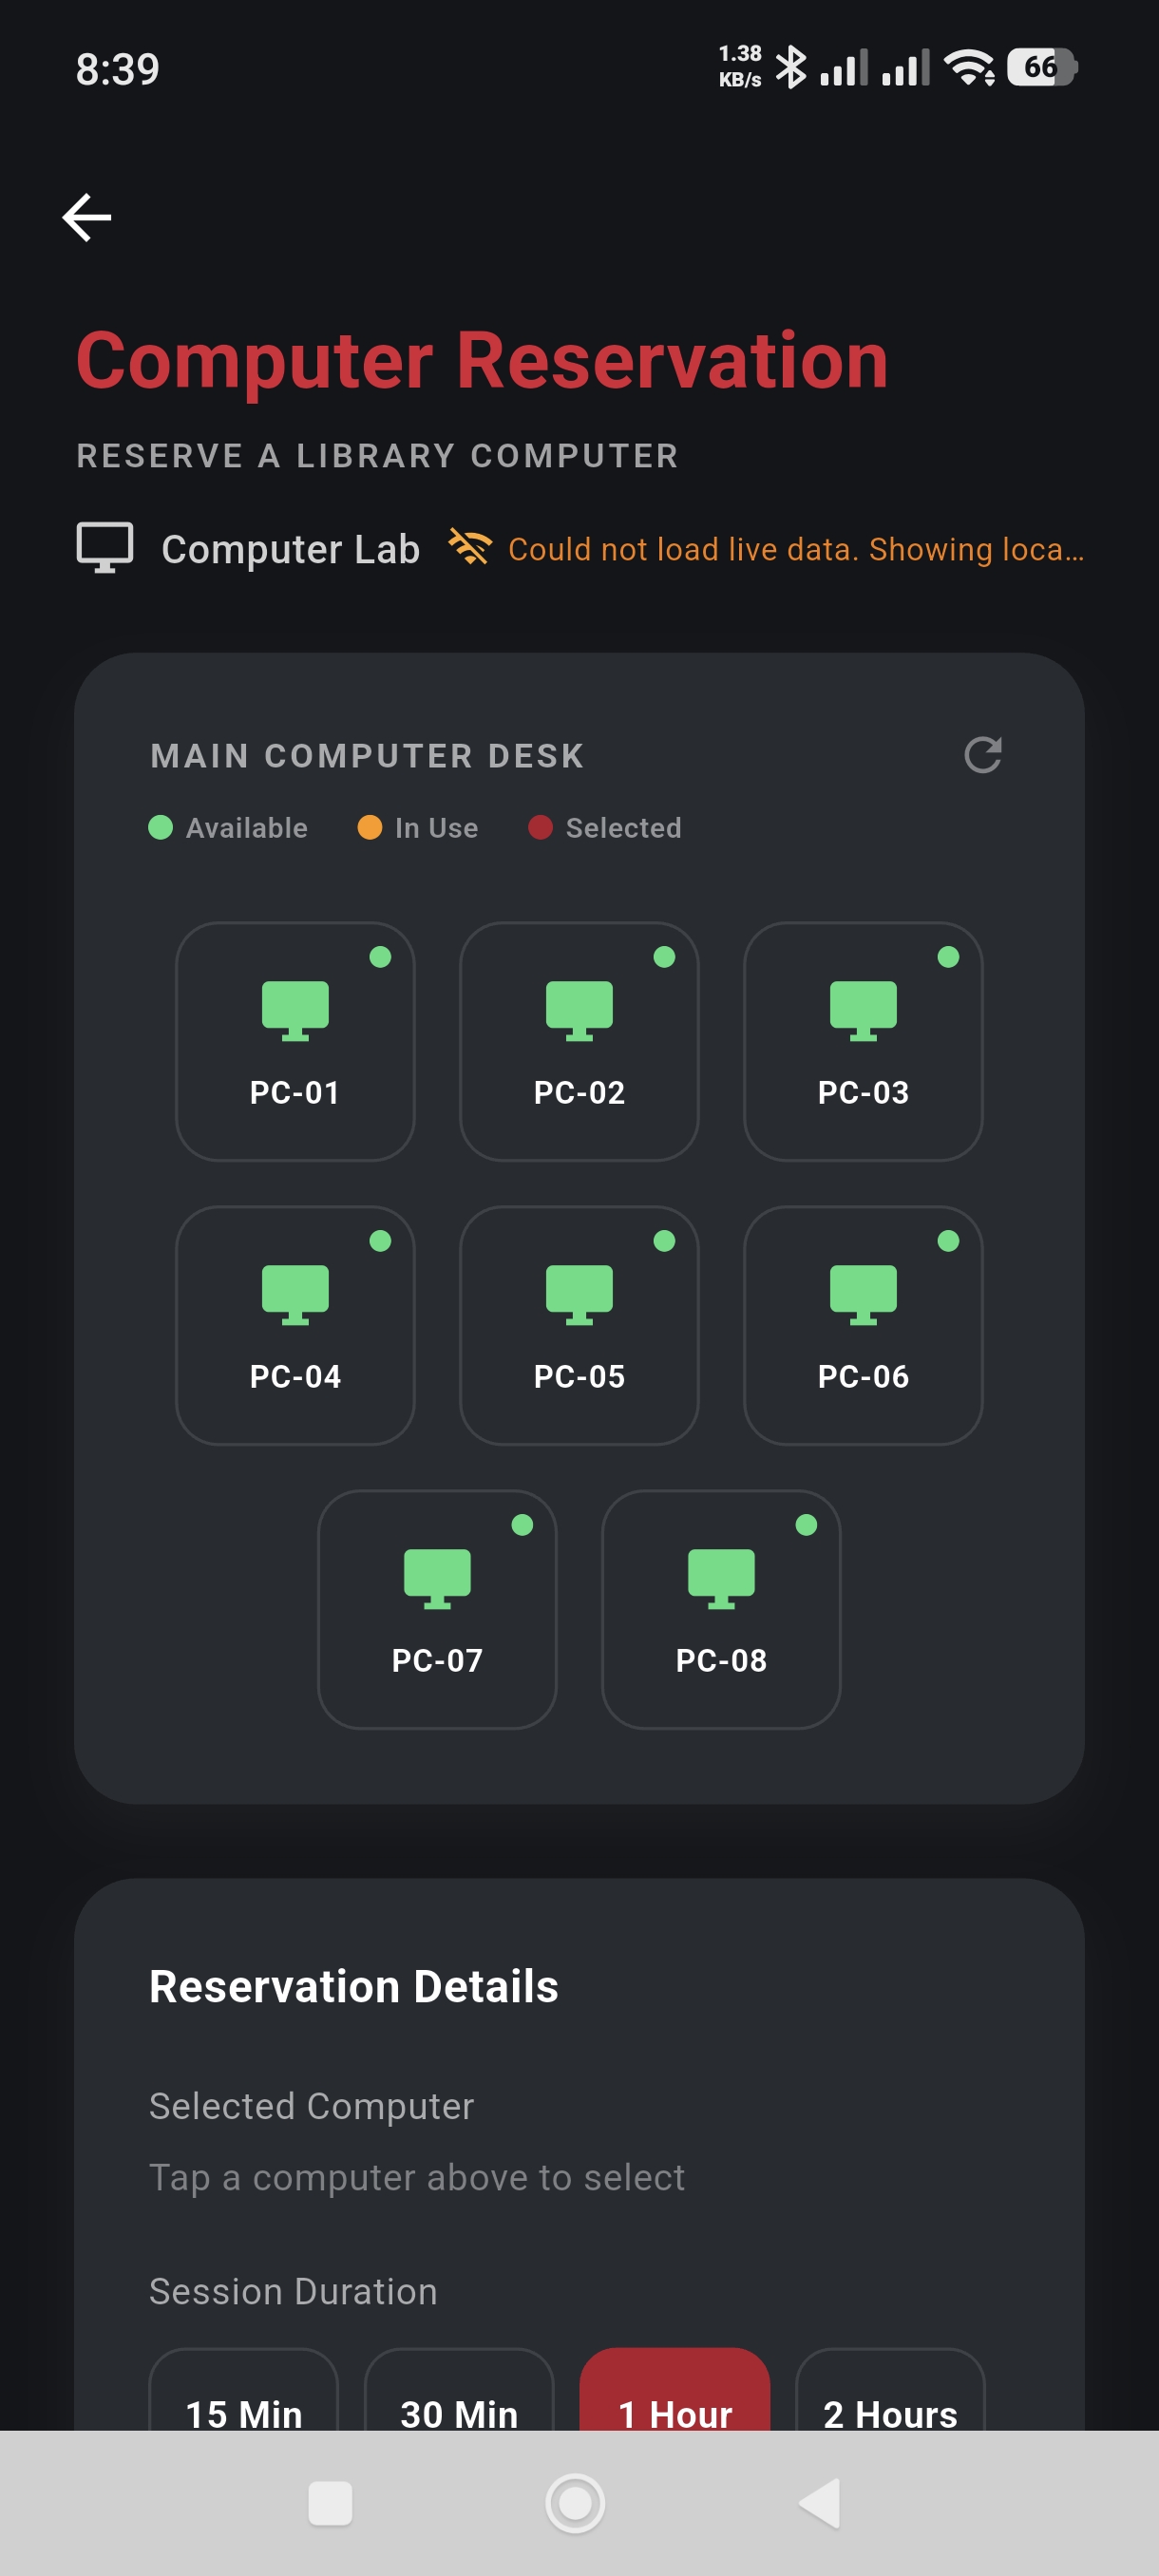 8:39
1.38
KB/s
66
Computer Reservation
RESERVE A LIBRARY COMPUTER
Computer Lab
Could not load live data. Showing loca…
MAIN COMPUTER DESK
Available
In Use
Selected
PC-01
PC-02
PC-03
PC-04
PC-05
PC-06
PC-07
PC-08
Reservation Details
Selected Computer
Tap a computer above to select
Session Duration
15 Min
30 Min
1 Hour
2 Hours